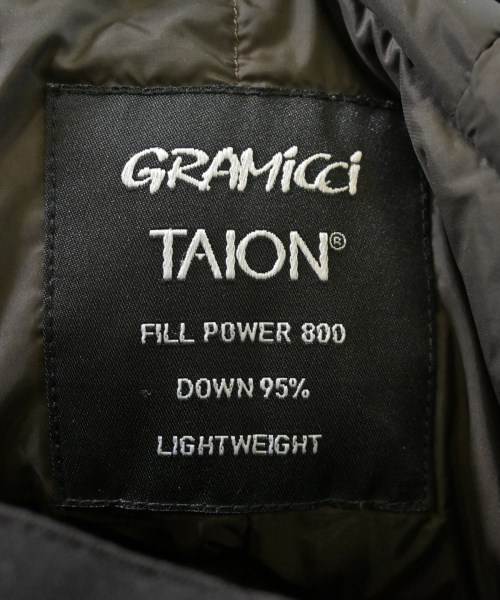 GRAMiCCi
TAION®
FILL POWER 800
DOWN 95%
LIGHTWEIGHT